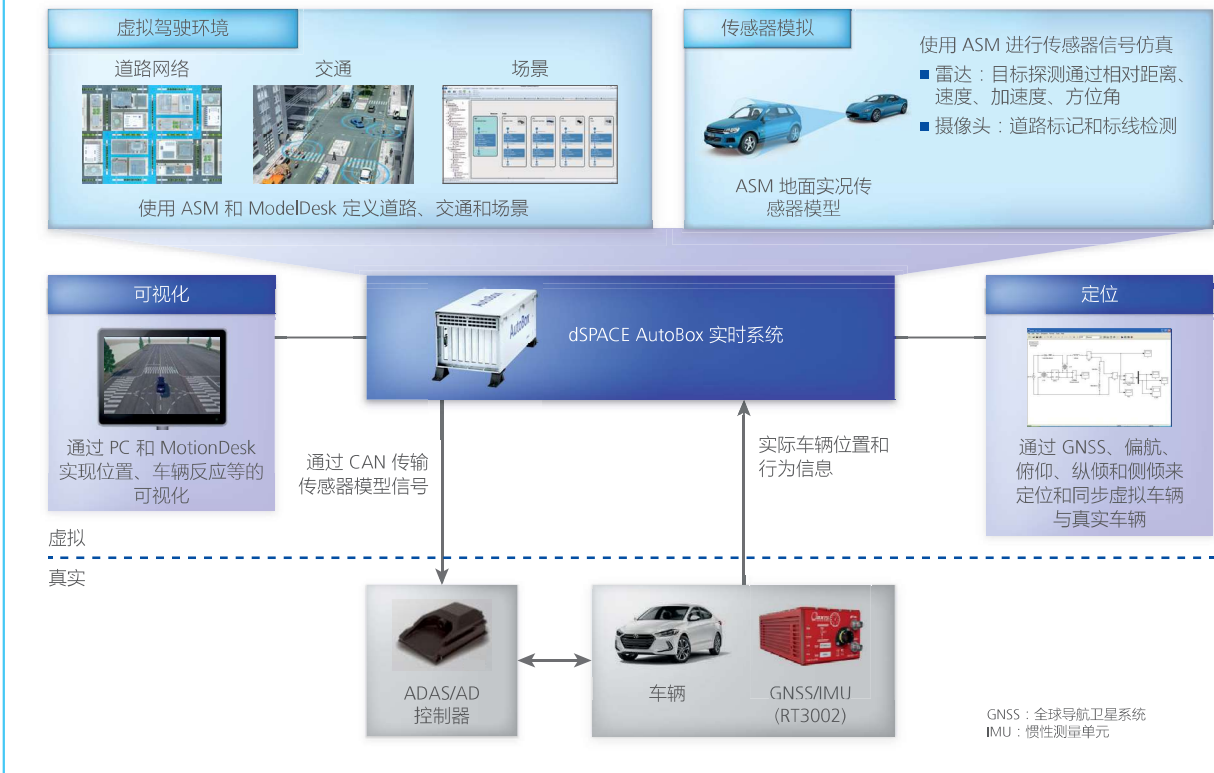 虚拟驾驶环境
道路网络
交通
场景
使用 ASM 和 ModelDesk 定义道路、交通和场景
传感器模拟
使用 ASM 进行传感器信号仿真
■ 雷达：目标探测通过相对距离、
速度、加速度、方位角
■ 摄像头：道路标记和标线检测
ASM 地面实况传
感器模型
可视化
通过 PC 和 MotionDesk
实现位置、车辆反应等的
可视化
AutoBox
AutoBox
dSPACE AutoBox 实时系统
定位
通过 GNSS、偏航、
俯仰、纵倾和侧倾来
定位和同步虚拟车辆
与真实车辆
通过 CAN 传输
传感器模型信号
实际车辆位置和
行为信息
虚拟
真实
ADAS/AD
控制器
车辆
GNSS/IMU
(RT3002)
GNSS：全球导航卫星系统
IMU：惯性测量单元